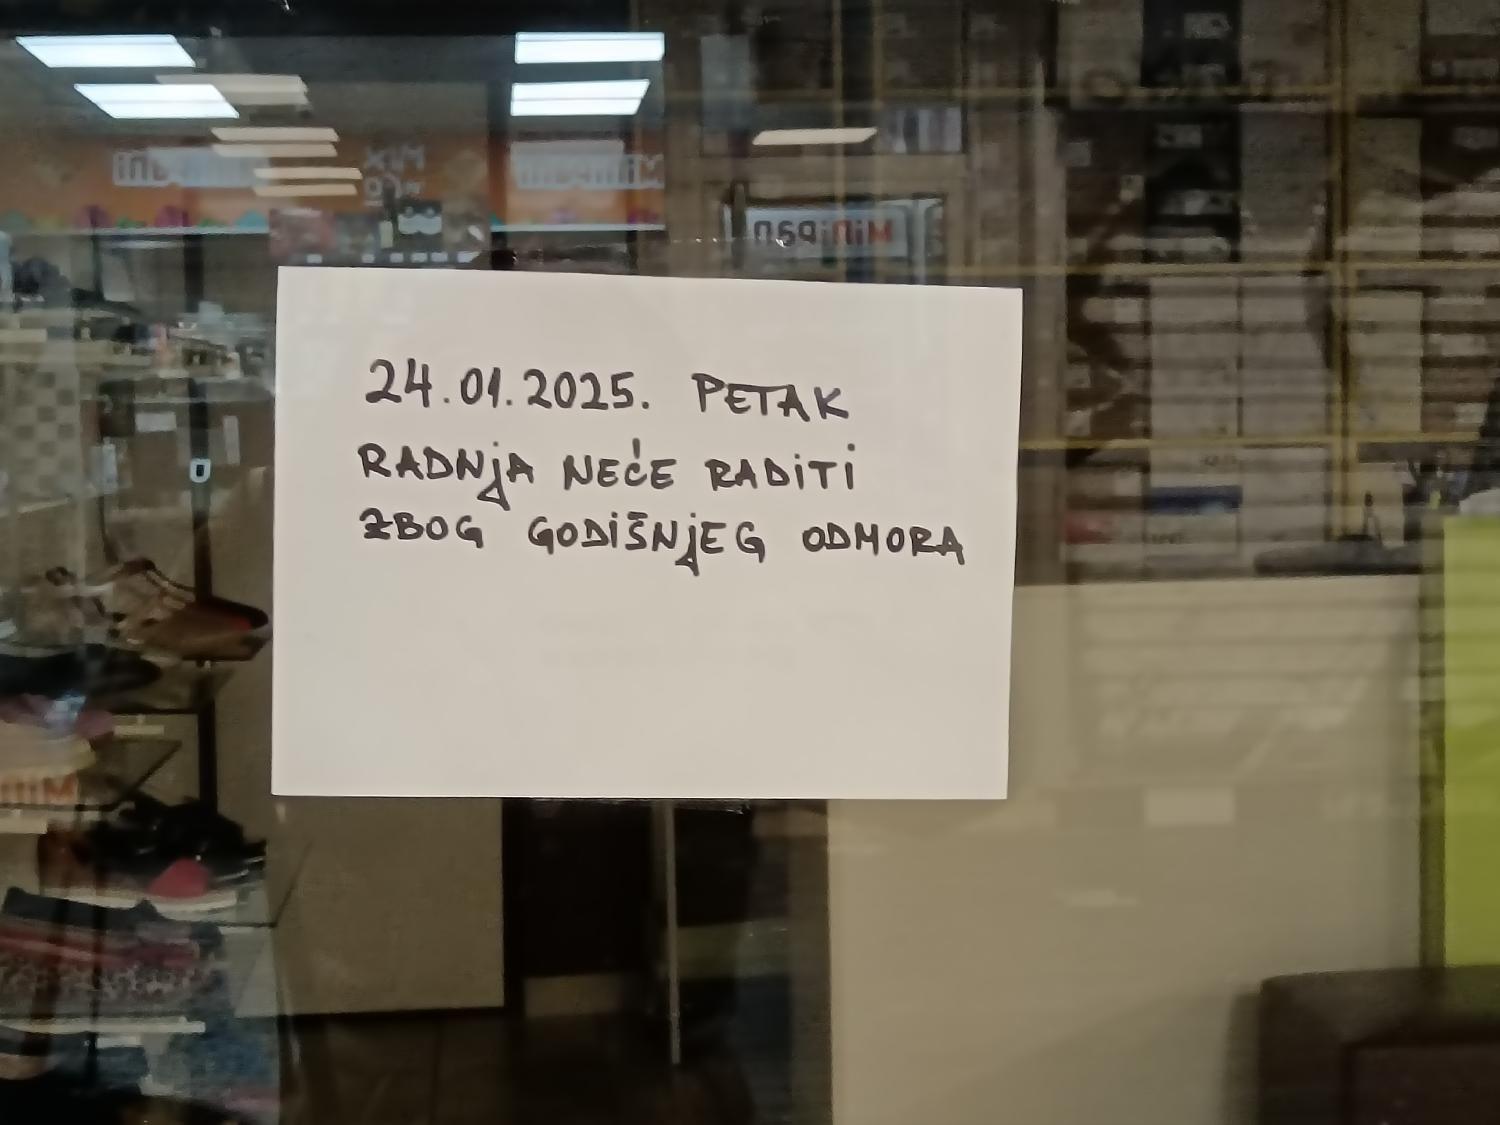 24.01.2025. PETAK
RADNjA NEĆE RADiTi
ZBOG GODiŠNjEG ODMORA